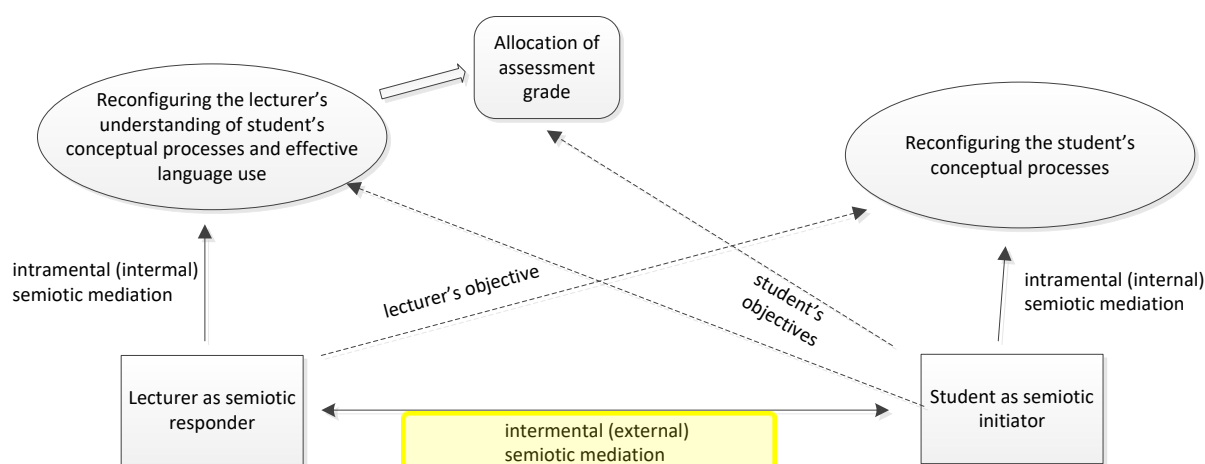 Allocation of
assessment
grade
Reconfiguring the lecturer’s
understanding of student’s
conceptual processes and effective
language use
Reconfiguring the student’s
conceptual processes
intramental (intermal)
semiotic mediation
lecturer’s objective
student’s
objectives
intramental (internal)
semiotic mediation
Lecturer as semiotic
responder
Student as semiotic
initiator
intermental (external)
semiotic mediation